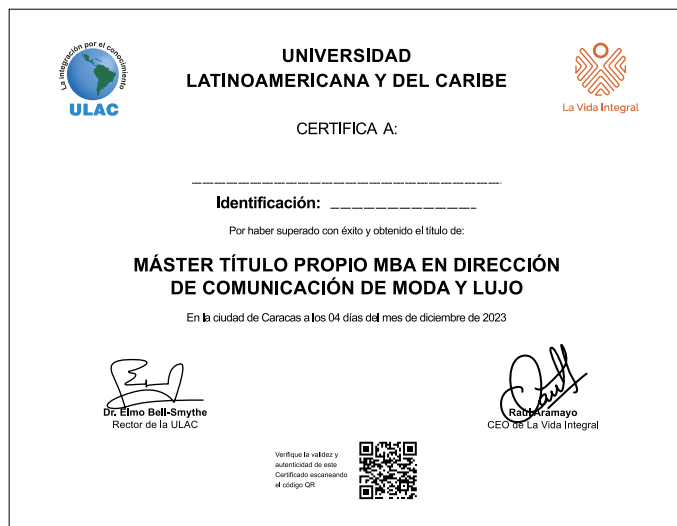 La integración por el conocimiento
ULAC
UNIVERSIDAD
LATINOAMERICANA Y DEL CARIBE
La Vida Integral
CERTIFICA A:
Identificación:
Por haber superado con éxito y obtenido el título de:
MÁSTER TÍTULO PROPIO MBA EN DIRECCIÓN
DE COMUNICACIÓN DE MODA Y LUJO
En la ciudad de Caracas a los 04 días del mes de diciembre de 2023
Dr. Elmo Bell-Smythe
Rector de la ULAC
Raúl Aramayo
CEO de La Vida Integral
Verifique la validez y
autenticidad de este
Certificado escaneando
el código QR